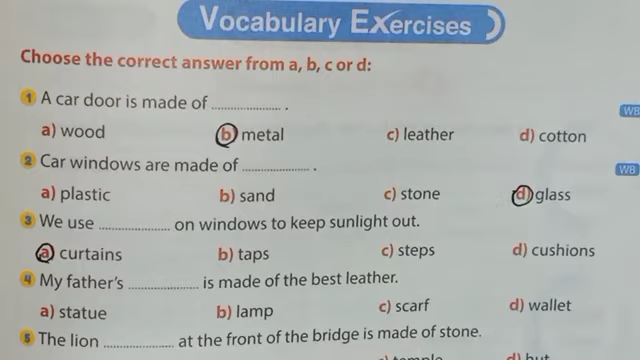 Vocabulary Exercises
Choose the correct answer from a, b, c or d:
1 A car door is made of .................... .
a) wood b) metal c) leather d) cotton
WB
2 Car windows are made of .................... .
WB
a) plastic b) sand c) stone d) glass
3 We use .................... on windows to keep sunlight out.
a) curtains b) taps c) steps d) cushions
4 My father's .................... is made of the best leather.
a) statue b) lamp c) scarf d) wallet
5 The lion .................... at the front of the bridge is made of stone.
c) temple d) hut